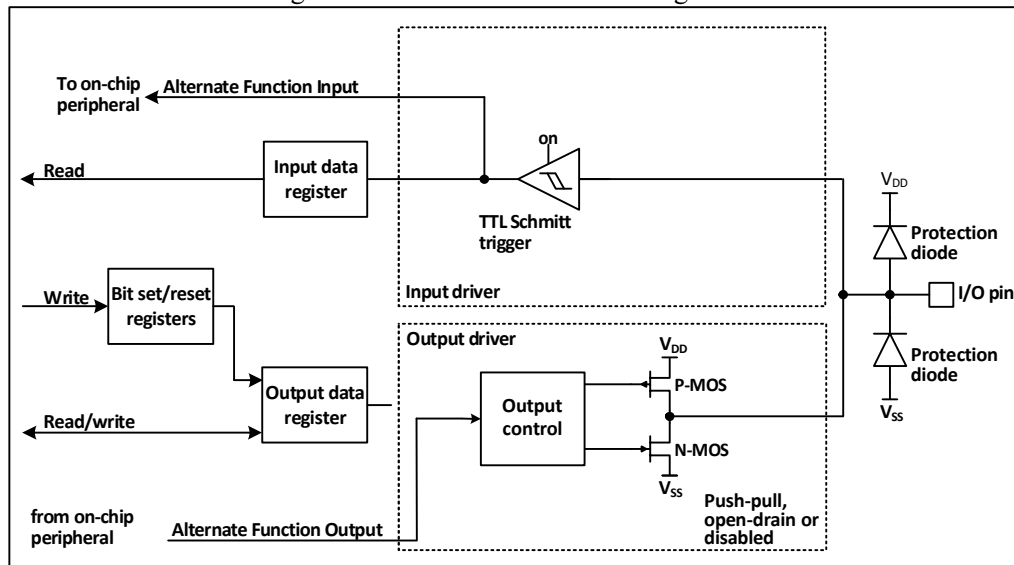 To on-chip
peripheral
Alternate Function Input
on
Read
Input data
register
TTL Schmitt
trigger
VDD
Protection
diode
I/O pin
Write
Bit set/reset
registers
Input driver
Output driver
VDD
P-MOS
Protection
diode
Output data
register
Output
control
Read/write
N-MOS
VSS
VSS
from on-chip
peripheral
Alternate Function Output
Push-pull,
open-drain or
disabled